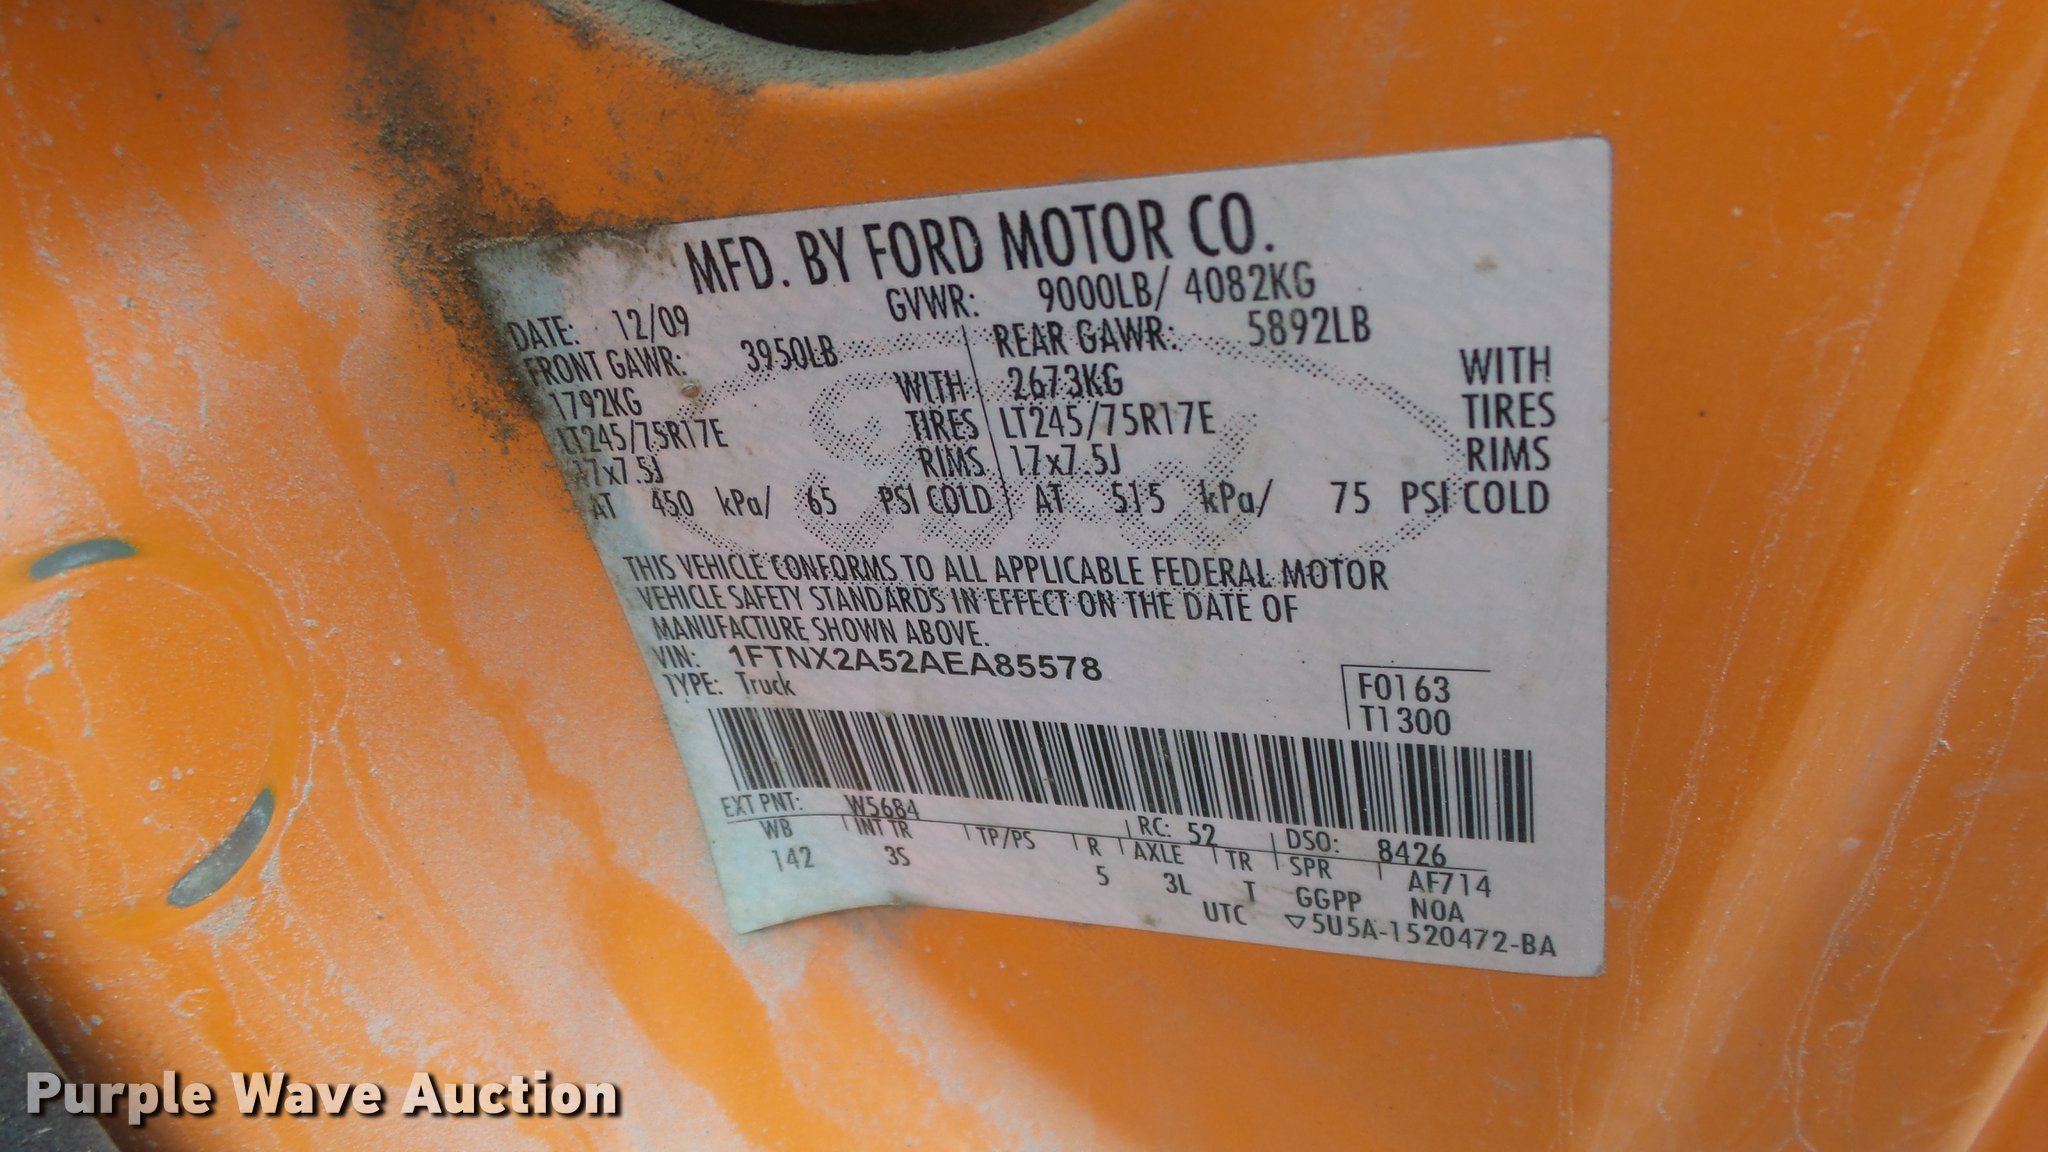 MFD. BY FORD MOTOR CO.
DATE: 12/09 GVWR: 9000LB/ 4082KG
FRONT GAWR: 3950LB REAR GAWR: 5892LB
1792KG WITH 2673KG WITH
LT245/75R17E TIRES LT245/75R17E TIRES
17x7.5J RIMS 17x7.5J RIMS
AT 450 kPa/ 65 PSI COLD AT 515 kPa/ 75 PSI COLD
THIS VEHICLE CONFORMS TO ALL APPLICABLE FEDERAL MOTOR
VEHICLE SAFETY STANDARDS IN EFFECT ON THE DATE OF
MANUFACTURE SHOWN ABOVE.
VIN: 1FTNX2A52AEA85578
TYPE: Truck
F0163
T1300
EXT PNT: W5684 RC: 52 DSO: 8426
WB INT TR TP/PS R AXLE TR SPR AF714
142 3S 5 3L T GGPP N0A
UTC ▽5U5A-1520472-BA
Purple Wave Auction